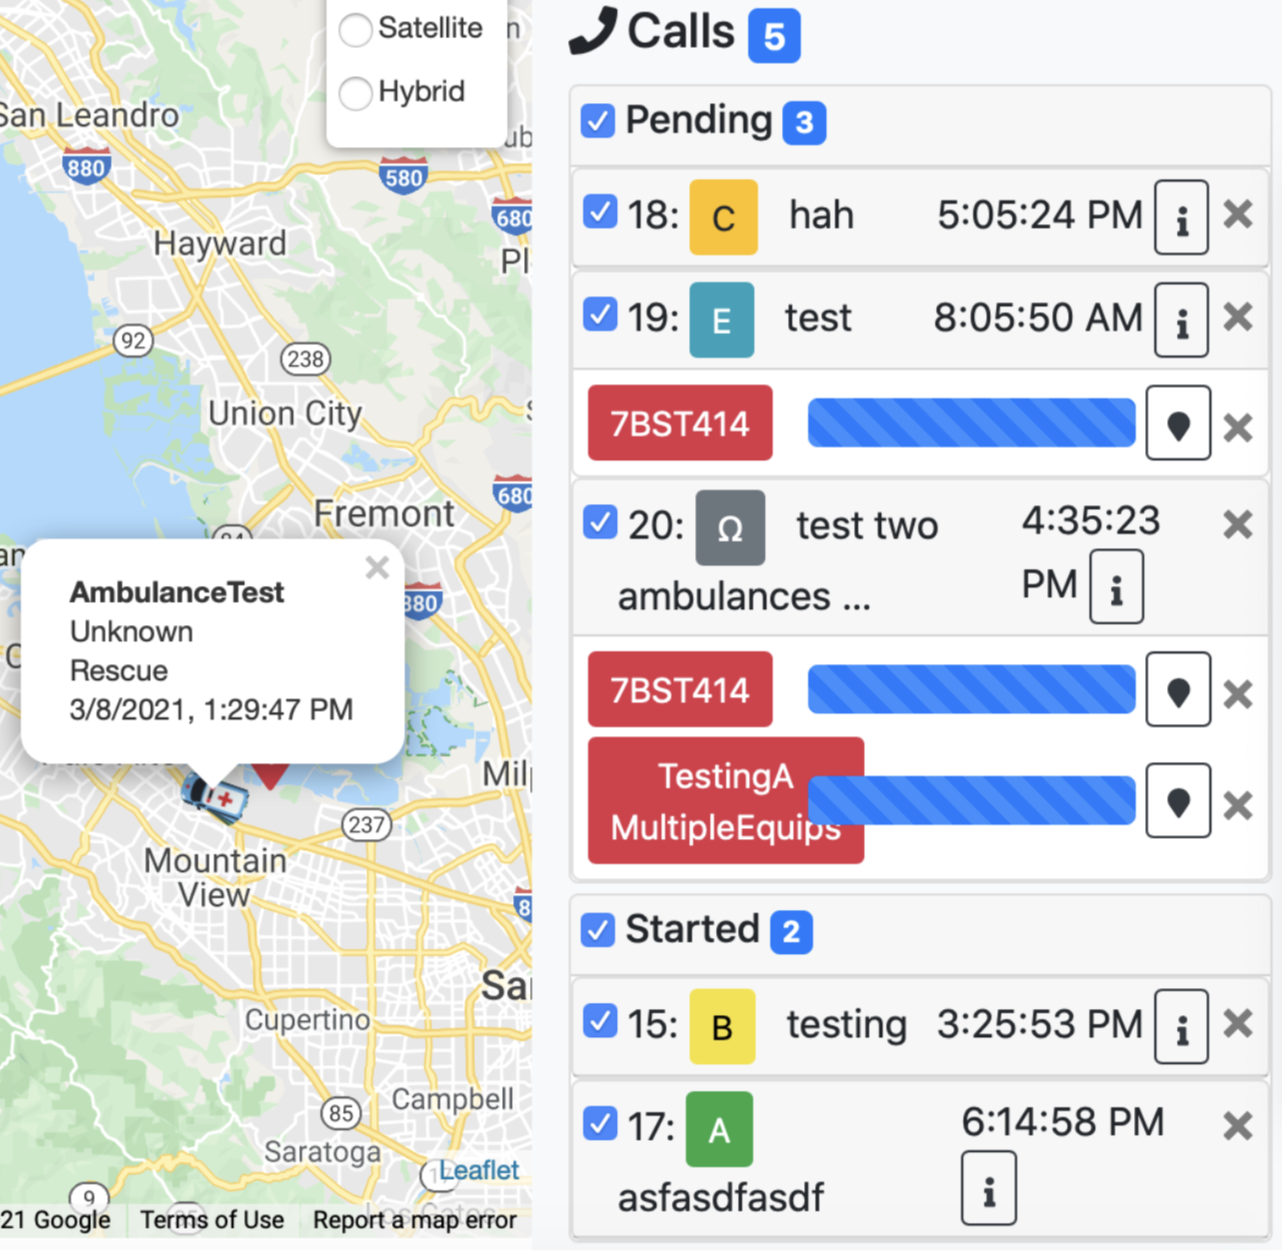 Satellite
Hybrid
San Leandro
880
580
680
Hayward
92
238
Union City
Fremont
680
880
AmbulanceTest
Unknown
Rescue
3/8/2021, 1:29:47 PM
237
Mountain
View
Cupertino
Campbell
85
Saratoga
Leaflet
9
21 Google
Terms of Use
Report a map error
Calls 5
Pending 3
18: C hah 5:05:24 PM i
19: E test 8:05:50 AM i
7BST414
20: Ω test two
ambulances ...
4:35:23
PM i
7BST414
TestingA
MultipleEquips
Started 2
15: B testing 3:25:53 PM i
17: A
asfasdfasdf
6:14:58 PM
i